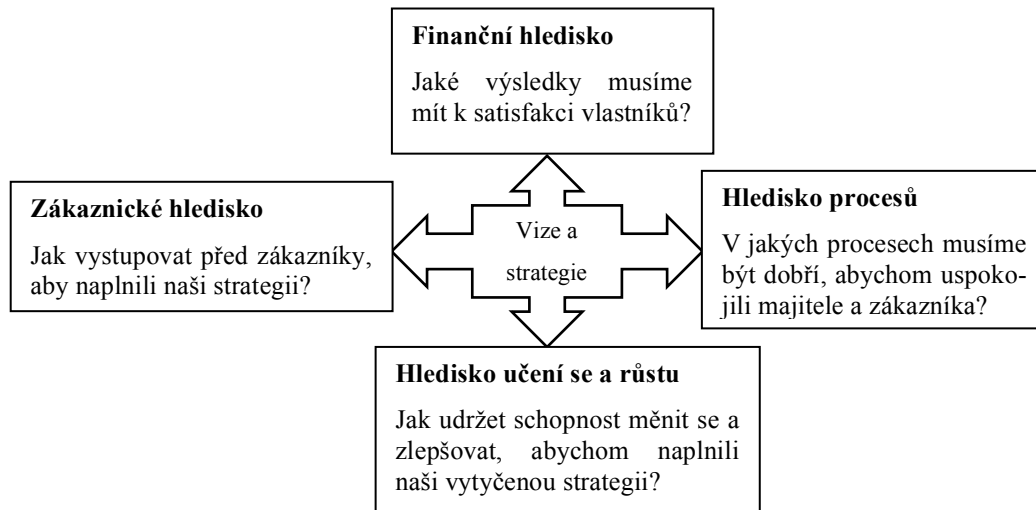 Finanční hledisko
Jaké výsledky musíme
mít k satisfakci vlastníků?
Zákaznické hledisko
Jak vystupovat před zákazníky,
aby naplnili naši strategii?
Vize a
strategie
Hledisko procesů
V jakých procesech musíme
být dobří, abychom uspoko-
jili majitele a zákazníka?
Hledisko učení se a růstu
Jak udržet schopnost měnit se a
zlepšovat, abychom naplnili
naši vytyčenou strategii?